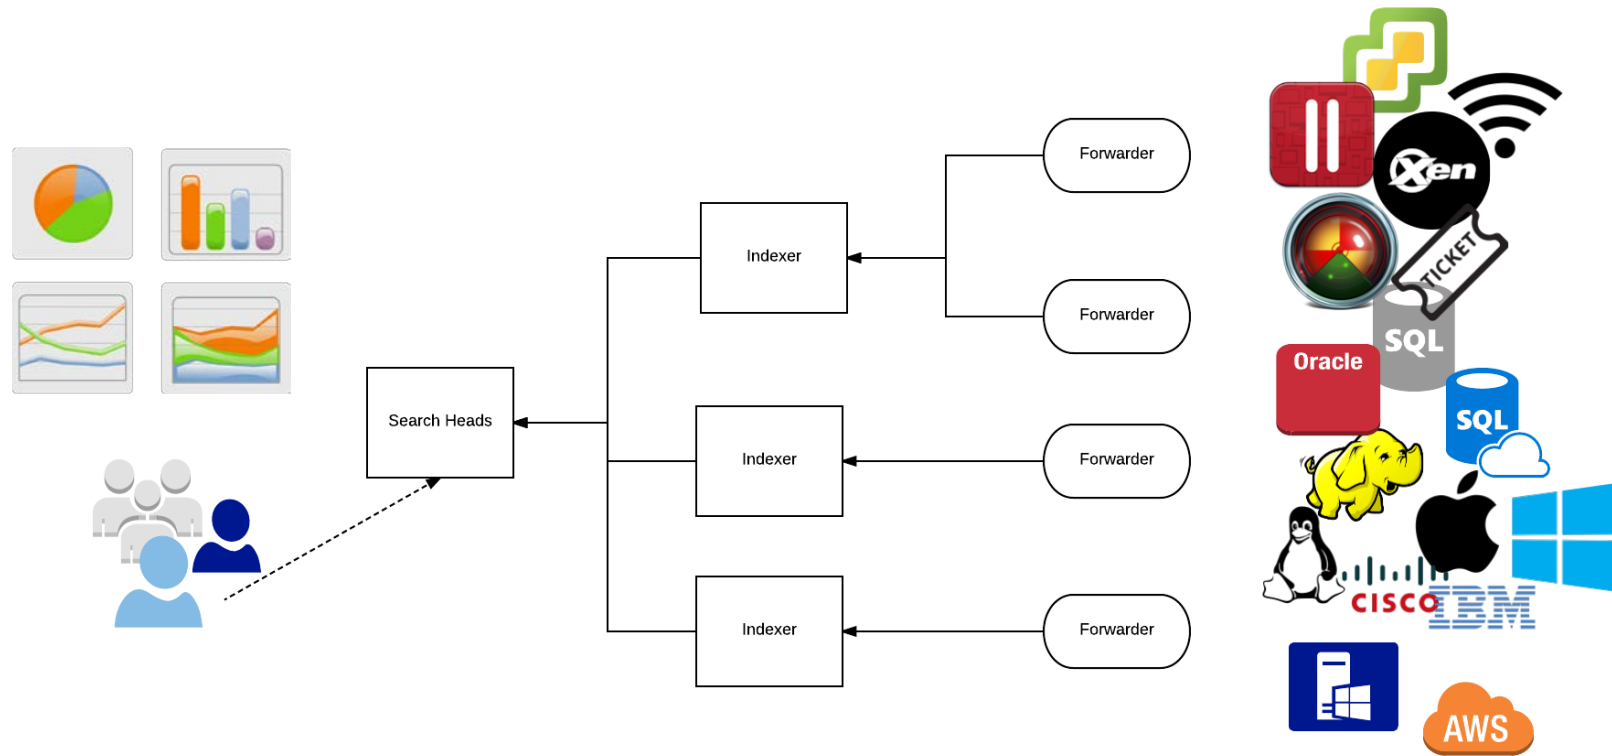 Forwarder
Xen
Indexer
TICKET
Forwarder
SQL
Oracle
Search Heads
SQL
Indexer
Forwarder
CISCO
IBM
Indexer
Forwarder
AWS